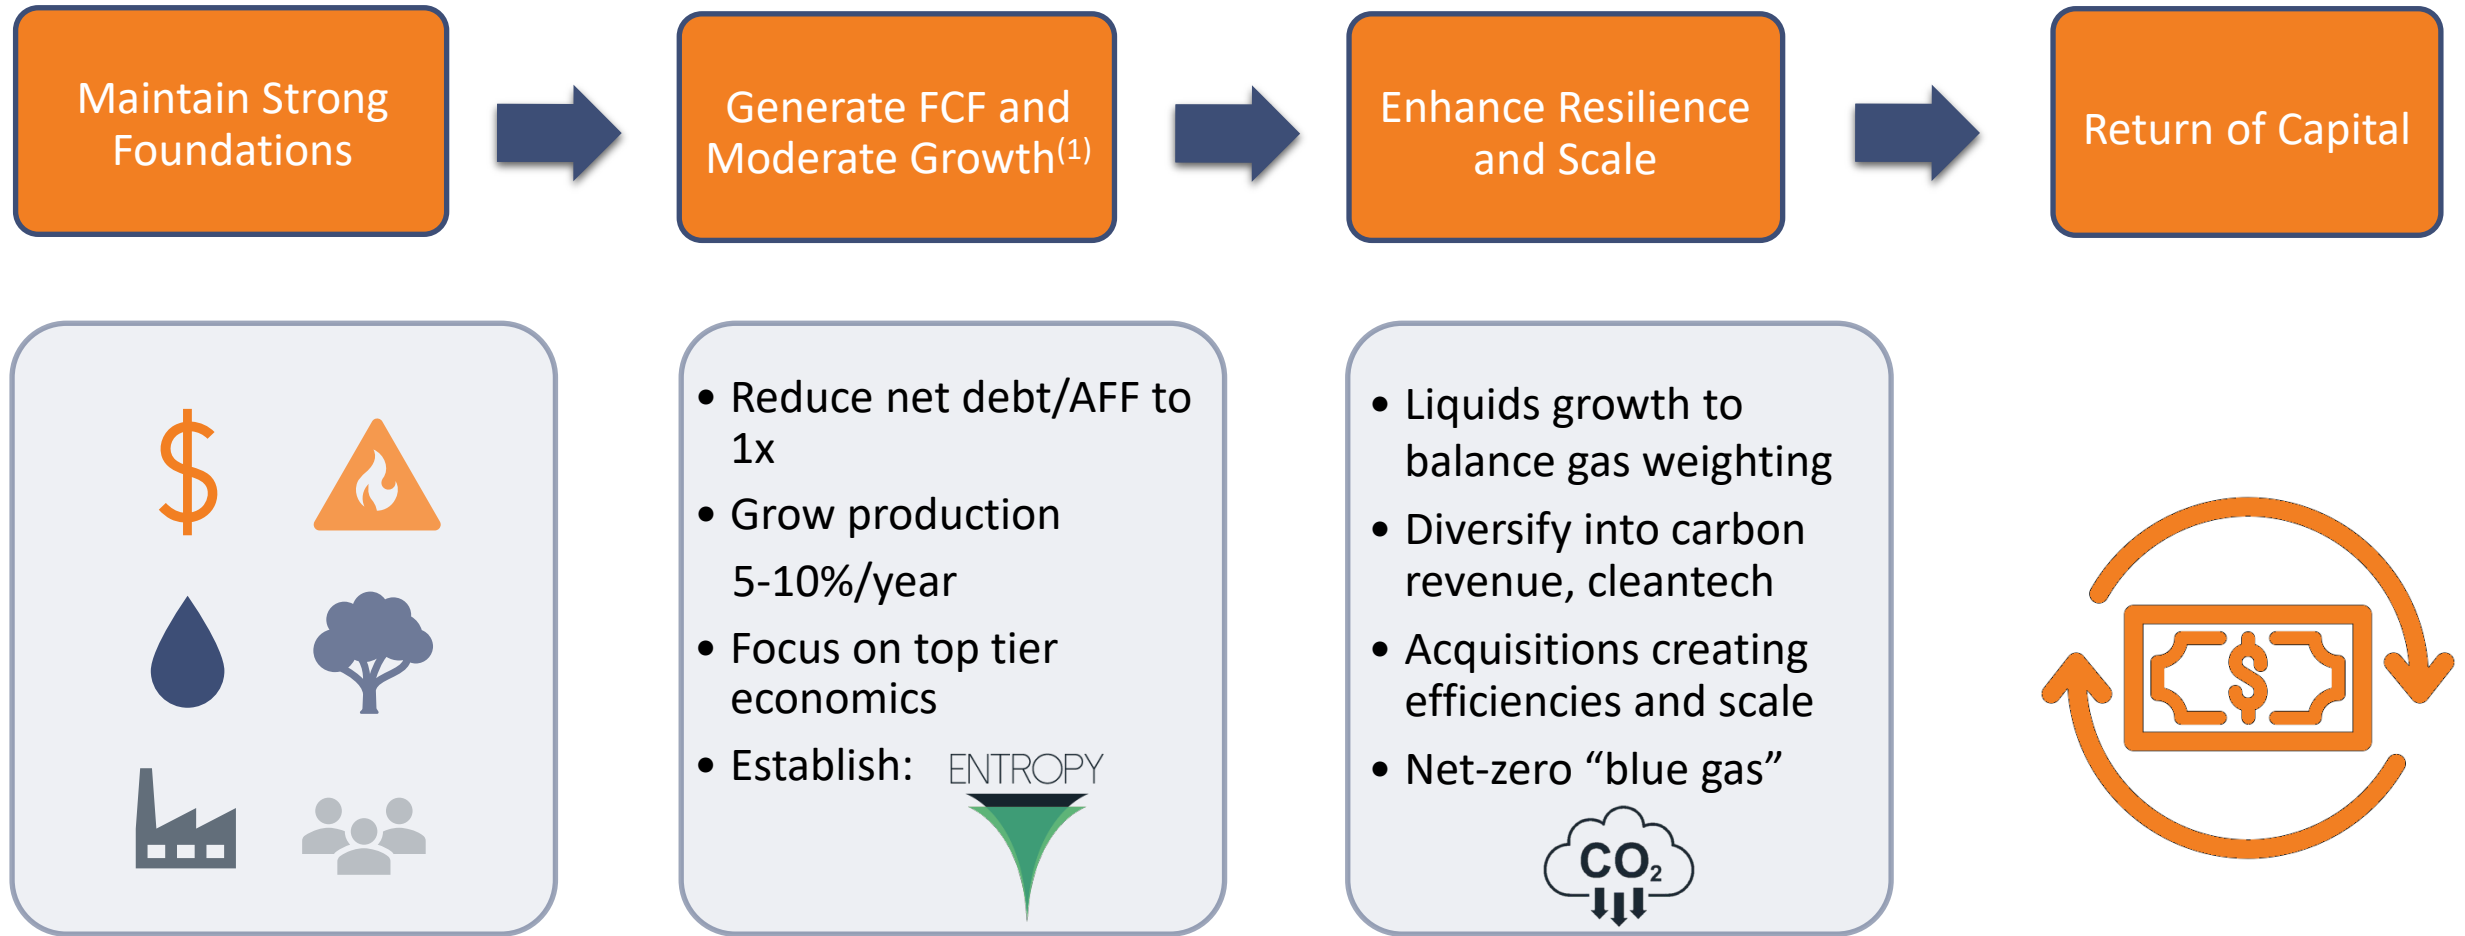 Maintain Strong
Foundations
Generate FCF and
Moderate Growth(1)
Enhance Resilience
and Scale
Return of Capital
• Reduce net debt/AFF to
1x
• Grow production
5-10%/year
• Focus on top tier
economics
• Establish: ENTROPY
• Liquids growth to
balance gas weighting
• Diversify into carbon
revenue, cleantech
• Acquisitions creating
efficiencies and scale
• Net-zero “blue gas”
CO₂
$
$